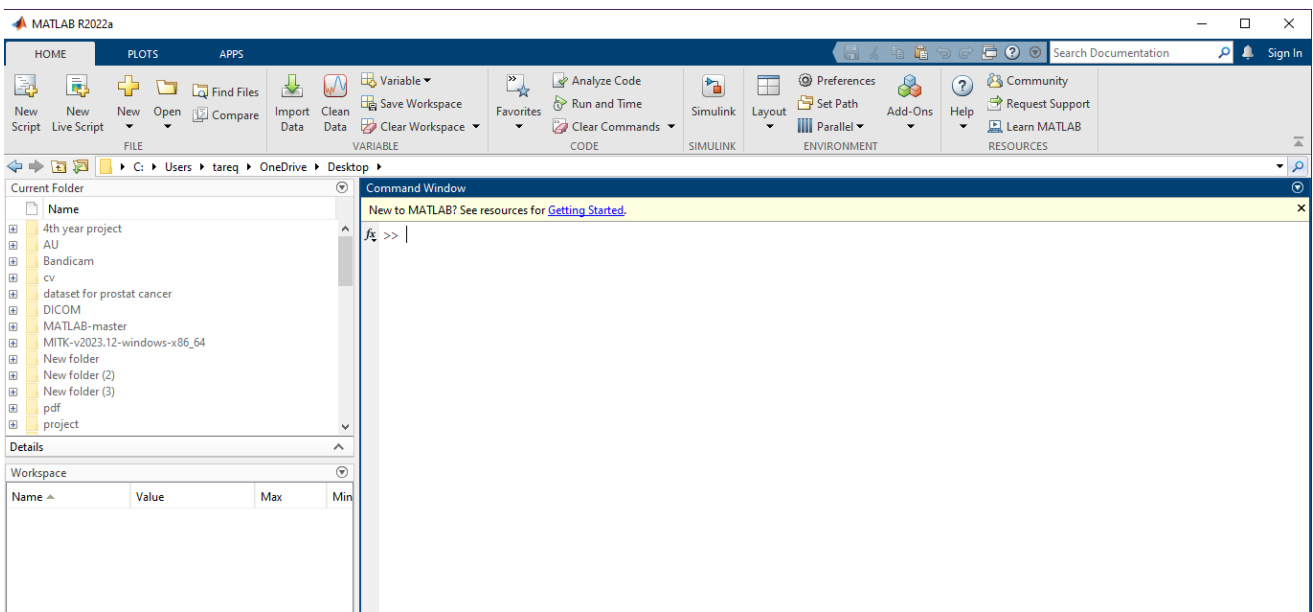 MATLAB R2022a
HOME PLOTS APPS
Search Documentation
Sign In
New Script
New Live Script
New
Open
Find Files
Compare
FILE
Import Data
Clean Data
Variable
Save Workspace
Clear Workspace
VARIABLE
Favorites
Analyze Code
Run and Time
Clear Commands
CODE
Simulink
SIMULINK
Layout
Preferences
Set Path
Parallel
Add-Ons
ENVIRONMENT
Help
Community
Request Support
Learn MATLAB
RESOURCES
C: Users tareq OneDrive Desktop
Current Folder
Name
4th year project
AU
Bandicam
cv
dataset for prostat cancer
DICOM
MATLAB-master
MITK-v2023.12-windows-x86_64
New folder
New folder (2)
New folder (3)
pdf
project
Details
Workspace
Name Value Max Min
Command Window
New to MATLAB? See resources for Getting Started.
fx >>